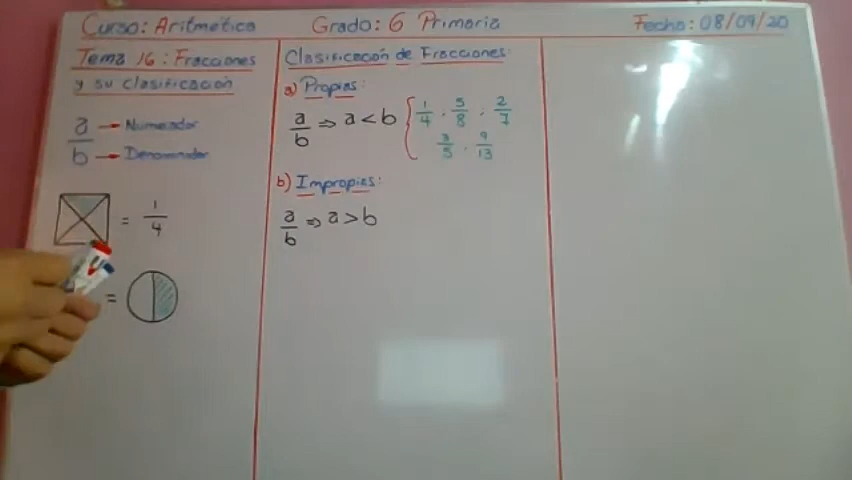 Curso: Aritmética Grado: 6 Primaria Fecha: 08/09/20
Tema 16: Fracciones
y su clasificación
a → Numerador
b → Denominador
= 1/4
=
Clasificación de Fracciones:
a) Propias:
a/b ⇒ a < b { 1/4 , 5/8 ; 2/7
3/5 , 9/13
b) Impropias:
a/b ⇒ a > b